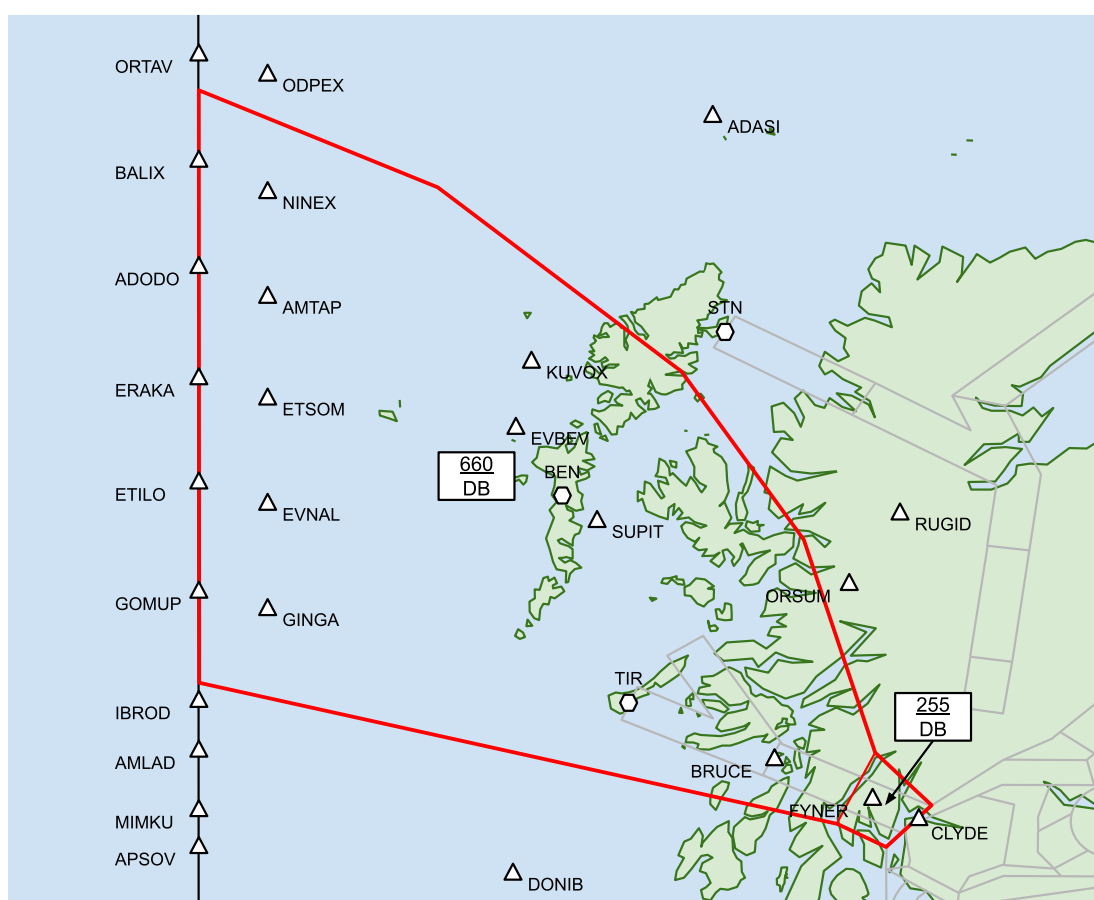 ORTAV
ODPEX
ADASI
BALIX
NINEX
ADODO
AMTAP
STN
KUVOX
ERAKA
ETSOM
EVBEV
660
DB
BEN
ETILO
EVNAL
SUPIT
RUGID
ORSUM
GOMUP
GINGA
TIR
IBROD
255
DB
AMLAD
BRUCE
MIMKU
FYNER
CLYDE
APSOV
DONIB